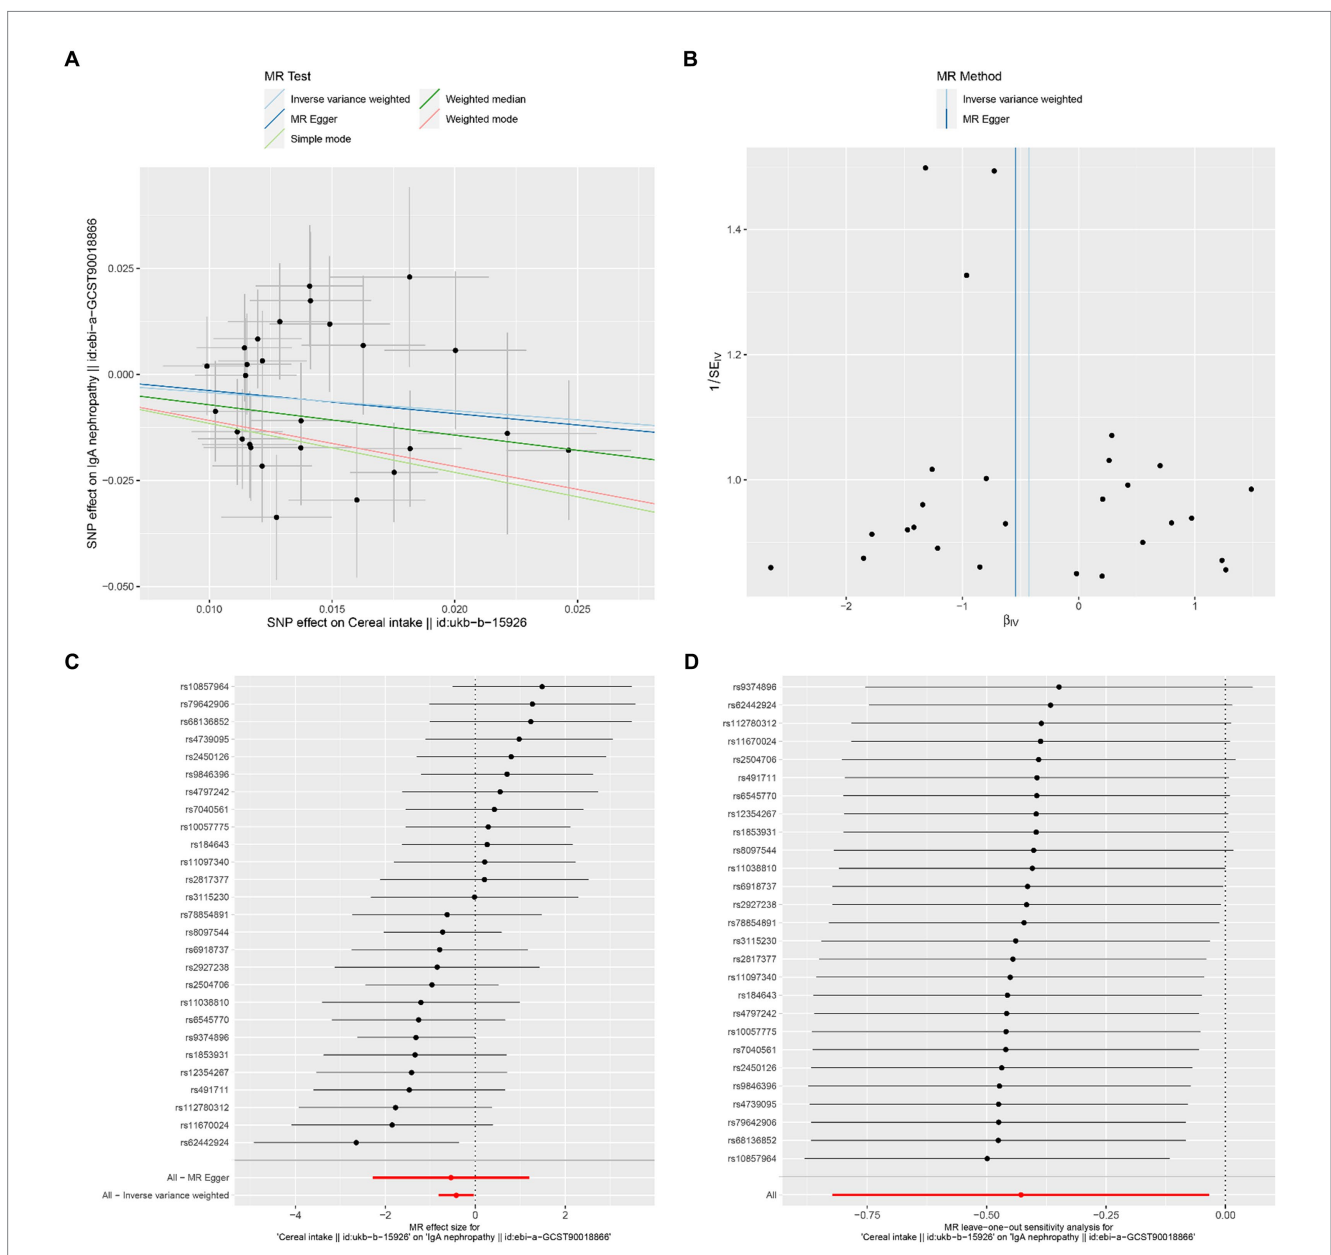 A
MR Test
Inverse variance weighted
Weighted median
MR Egger
Weighted mode
Simple mode
SNP effect on IgA nephropathy || id:ebi−a−GCST90018866
0.025
0.000
−0.025
−0.050
0.010
0.015
0.020
0.025
SNP effect on Cereal intake || id:ukb−b−15926
B
MR Method
Inverse variance weighted
MR Egger
1/SEIV
1.4
1.2
1.0
−2
−1
0
1
βIV
C
rs10857964
rs79642906
rs68136852
rs4739095
rs2450126
rs9846396
rs4797242
rs7040561
rs10057775
rs184643
rs11097340
rs2817377
rs3115230
rs78854891
rs8097544
rs6918737
rs2927238
rs2504706
rs11038810
rs6545770
rs9374896
rs1853931
rs12354267
rs491711
rs112780312
rs11670024
rs62442924
All − MR Egger
All − Inverse variance weighted
−4
−2
0
2
MR effect size for
'Cereal intake || id:ukb−b−15926' on 'IgA nephropathy || id:ebi−a−GCST90018866'
D
rs9374896
rs62442924
rs112780312
rs11670024
rs2504706
rs491711
rs6545770
rs12354267
rs1853931
rs8097544
rs11038810
rs6918737
rs2927238
rs78854891
rs3115230
rs2817377
rs11097340
rs184643
rs4797242
rs10057775
rs7040561
rs2450126
rs9846396
rs4739095
rs79642906
rs68136852
rs10857964
All
−0.75
−0.50
−0.25
0.00
MR leave−one−out sensitivity analysis for
'Cereal intake || id:ukb−b−15926' on 'IgA nephropathy || id:ebi−a−GCST90018866'